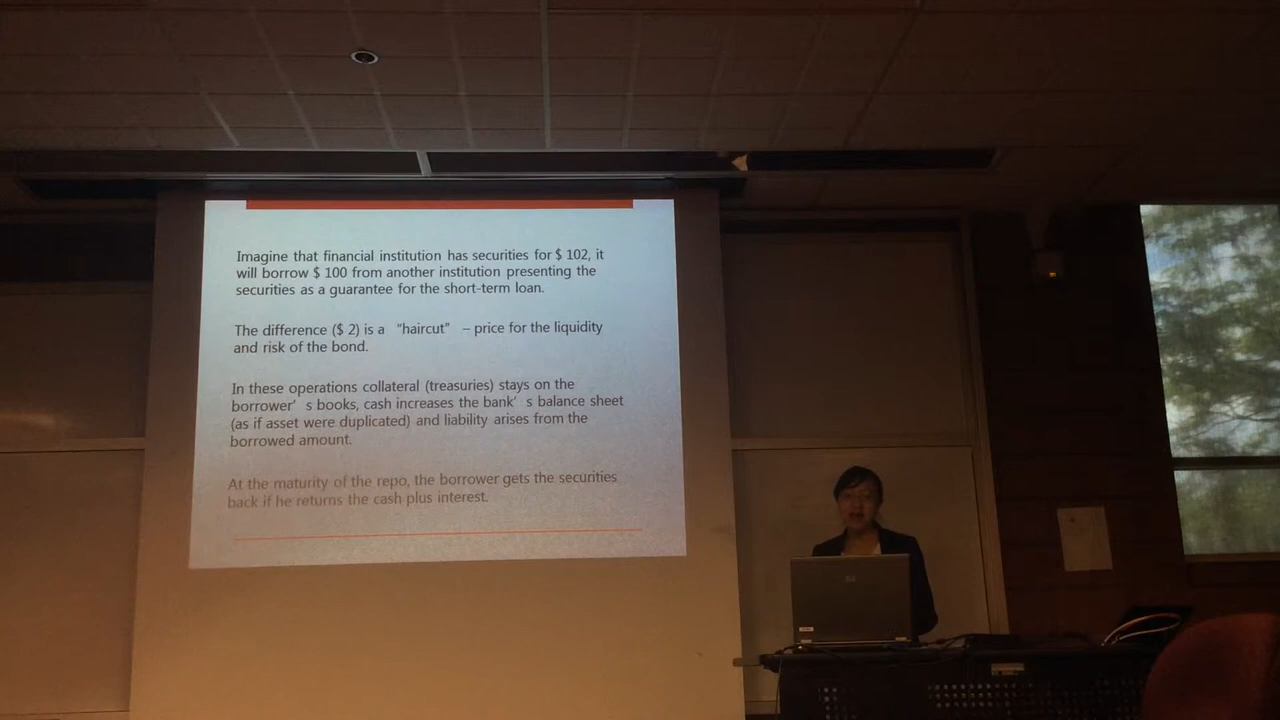 Imagine that financial institution has securities for $ 102, it
will borrow $ 100 from another institution presenting the
securities as a guarantee for the short-term loan.
The difference ($ 2) is a “haircut” – price for the liquidity
and risk of the bond.
In these operations collateral (treasuries) stays on the
borrower’ s books, cash increases the bank’ s balance sheet
(as if asset were duplicated) and liability arises from the
borrowed amount.
At the maturity of the repo, the borrower gets the securities
back if he returns the cash plus interest.